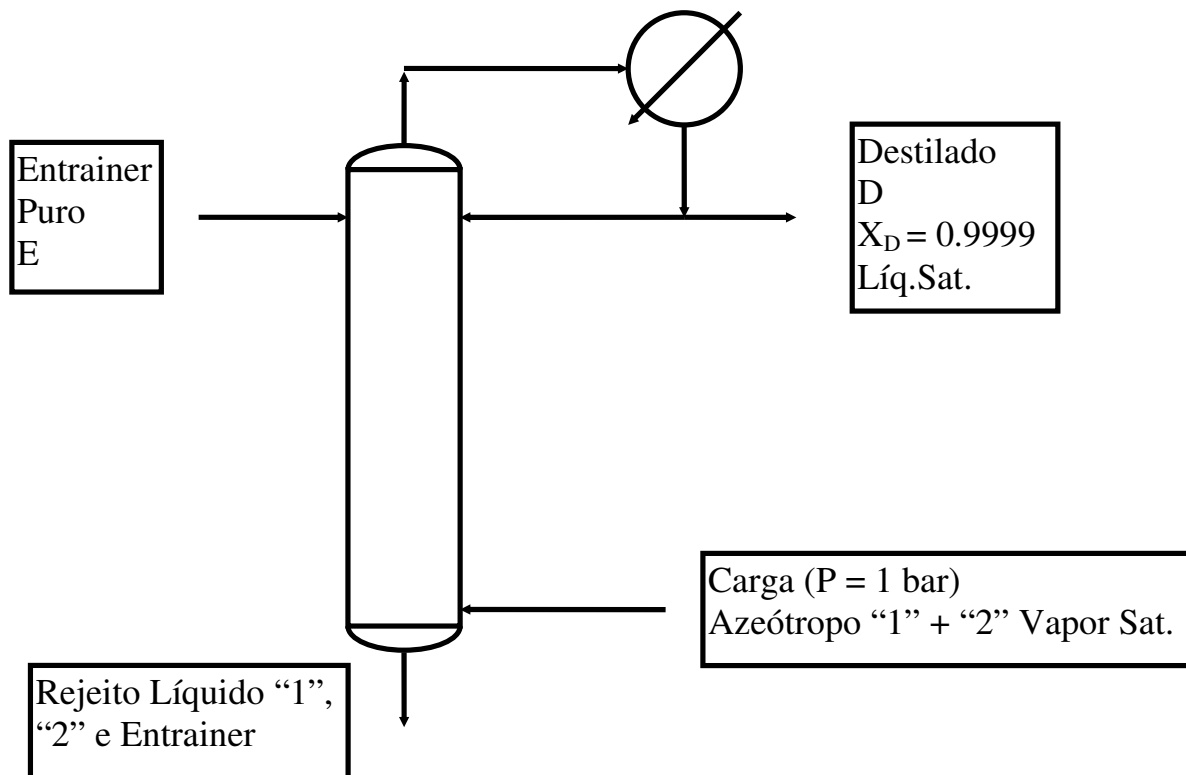 Entrainer
Puro
E
Destilado
D
X_D = 0.9999
Líq.Sat.
Carga (P = 1 bar)
Azeótropo “1” + “2” Vapor Sat.
Rejeito Líquido “1”,
“2” e Entrainer